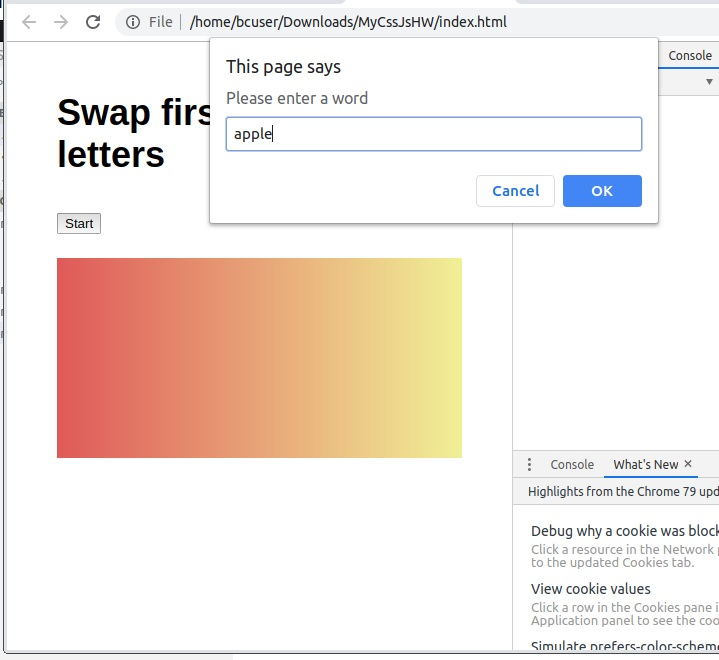 File
/home/bcuser/Downloads/MyCssJsHW/index.html
This page says
Please enter a word
apple
Cancel
OK
Console
Swap firs
letters
Start
Console
What's New
Highlights from the Chrome 79 upd
Debug why a cookie was block
Click a resource in the Network
to the updated Cookies tab.
View cookie values
Click a row in the Cookies pane i
Application panel to see the coo
Simulate prefers-color-scheme